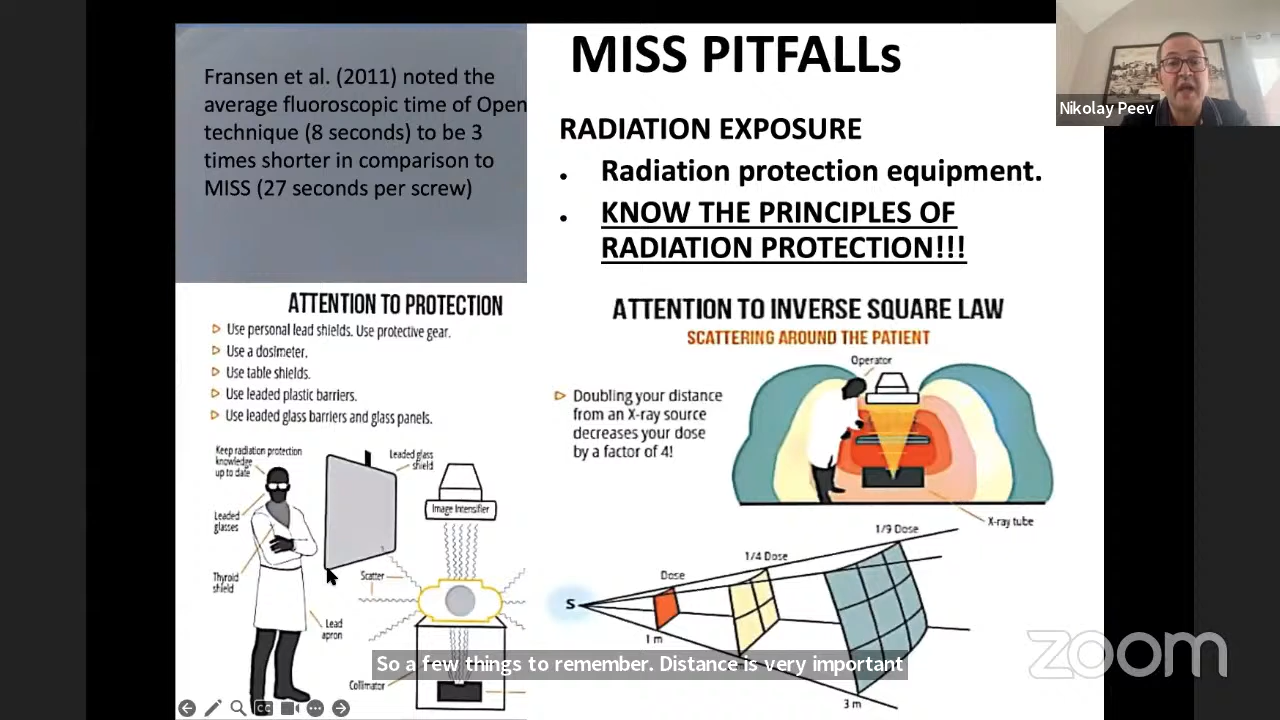 MISS PITFALLs
Nikolay Peev
Fransen et al. (2011) noted the
average fluoroscopic time of Open
technique (8 seconds) to be 3
times shorter in comparison to
MISS (27 seconds per screw)
RADIATION EXPOSURE
• Radiation protection equipment.
• KNOW THE PRINCIPLES OF
RADIATION PROTECTION!!!
ATTENTION TO PROTECTION
Use personal lead shields. Use protective gear.
Use a dosimeter.
Use table shields.
Use leaded plastic barriers.
Use leaded glass barriers and glass panels.
Keep radiation protection
knowledge
up to date
Leaded glass
shield
Leaded
glasses
Image Intensifier
Thyroid
shield
Scatter
Lead
apron
Collimator
ATTENTION TO INVERSE SQUARE LAW
SCATTERING AROUND THE PATIENT
Operator
Doubling your distance
from an X-ray source
decreases your dose
by a factor of 4!
X-ray tube
1/9 Dose
1/4 Dose
Dose
S
1 m
3 m
So a few things to remember. Distance is very important
zoom
CC